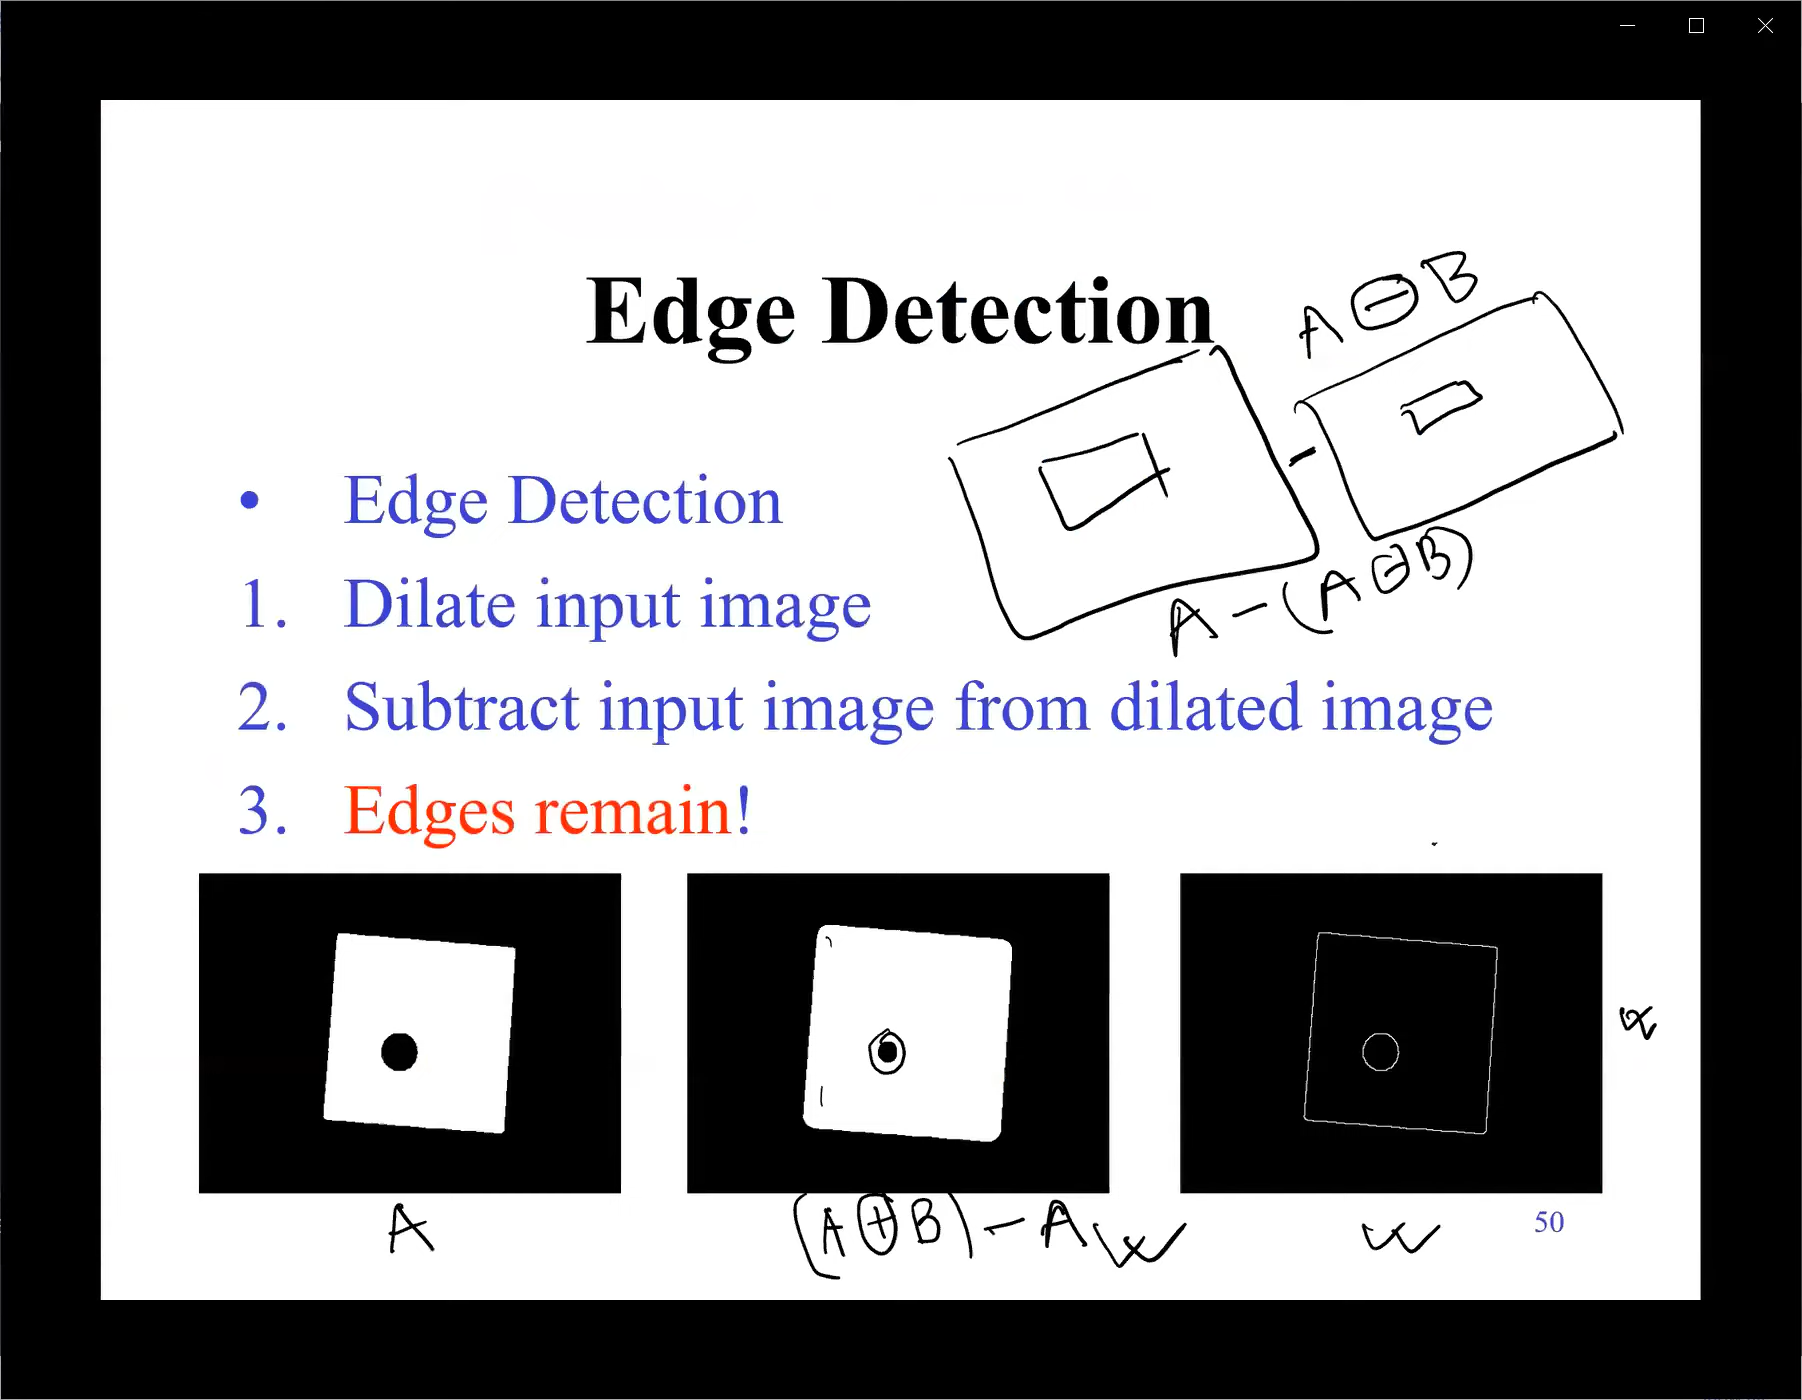 Edge Detection
A ⊖ B
• Edge Detection
A - (A ⊖ B)
1. Dilate input image
2. Subtract input image from dilated image
3. Edges remain!
A
(A ⊕ B) - A
50